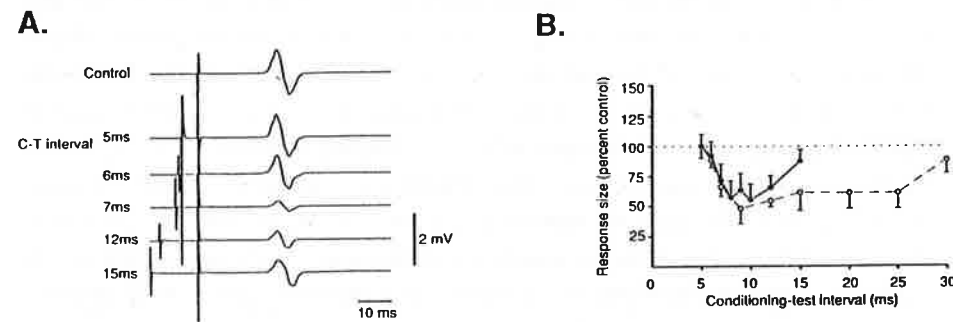 A.
Control
C-T interval 5ms
6ms
7ms
12ms
15ms
2 mV
10 ms
B.
Response size (percent control)
150
125
100
75
50
25
0 5 10 15 20 25 30
Conditioning-test interval (ms)